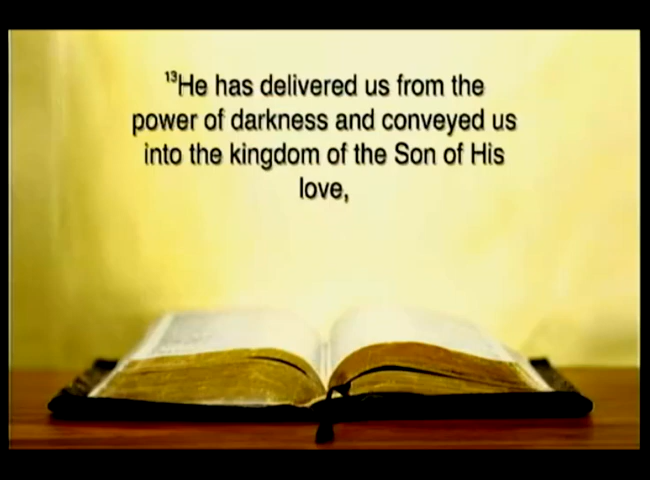 ¹³He has delivered us from the
power of darkness and conveyed us
into the kingdom of the Son of His
love,